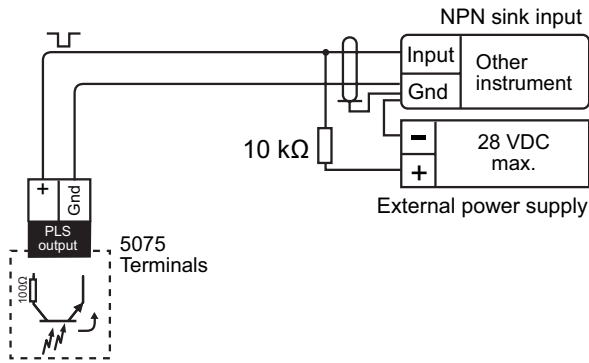 NPN sink input
Input
Gnd
Other
instrument
10 kΩ
-
+
28 VDC
max.
External power supply
+
Gnd
PLS
output
5075
Terminals
100Ω